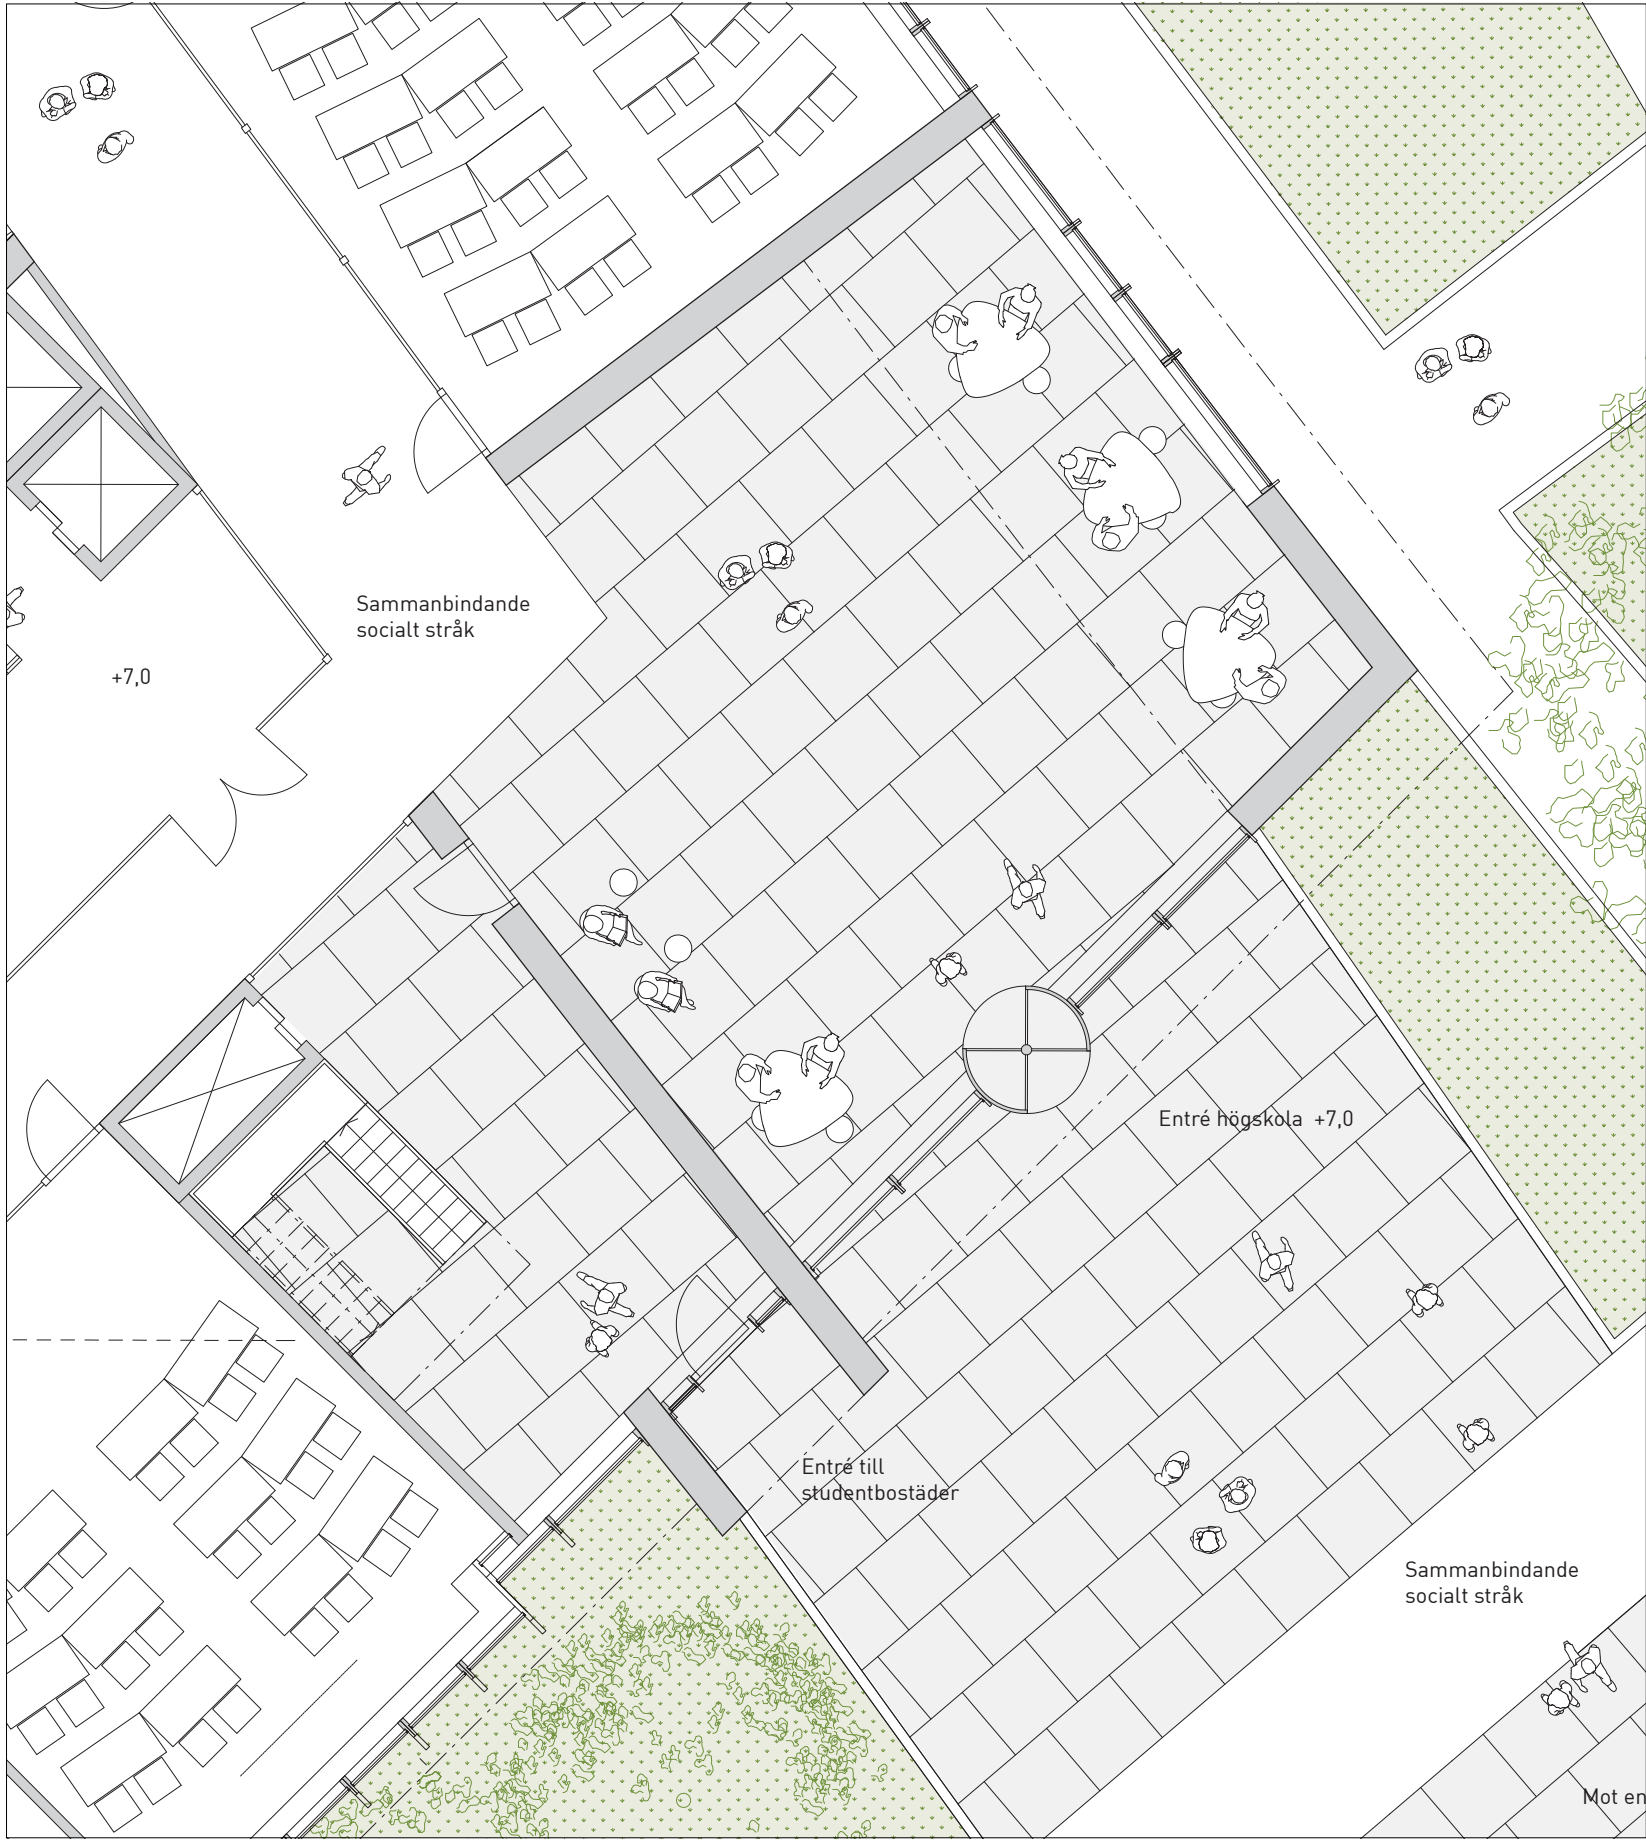 Sammanbindande
socialt stråk
+7,0
Entré högskola +7,0
Entré till
studentbostäder
Sammanbindande
socialt stråk
Mot en